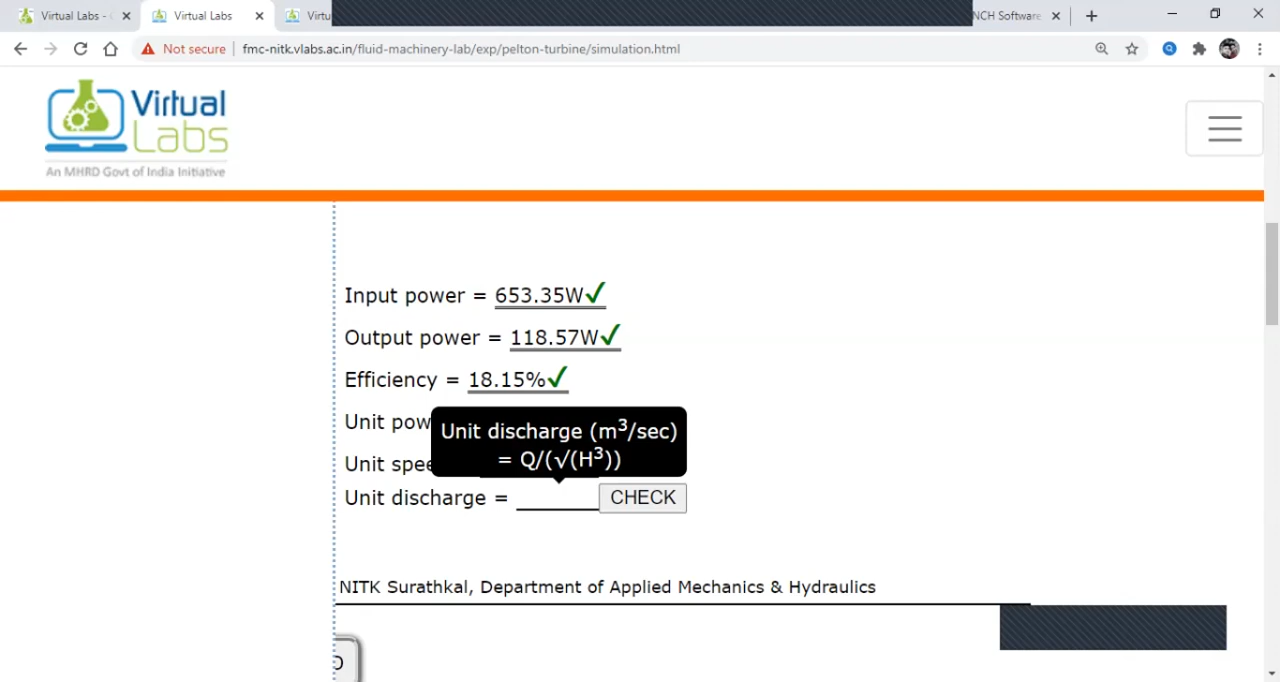 Virtual Labs -
Virtual Labs
Virtu
NCH Software
Not secure
fmc-nitk.vlabs.ac.in/fluid-machinery-lab/exp/pelton-turbine/simulation.html
Virtual
Labs
An MHRD Govt of India Initiative
Input power = 653.35W✓
Output power = 118.57W✓
Efficiency = 18.15%✓
Unit pow
Unit discharge (m³/sec)
= Q/(√(H³))
Unit spee
Unit discharge = CHECK
NITK Surathkal, Department of Applied Mechanics & Hydraulics